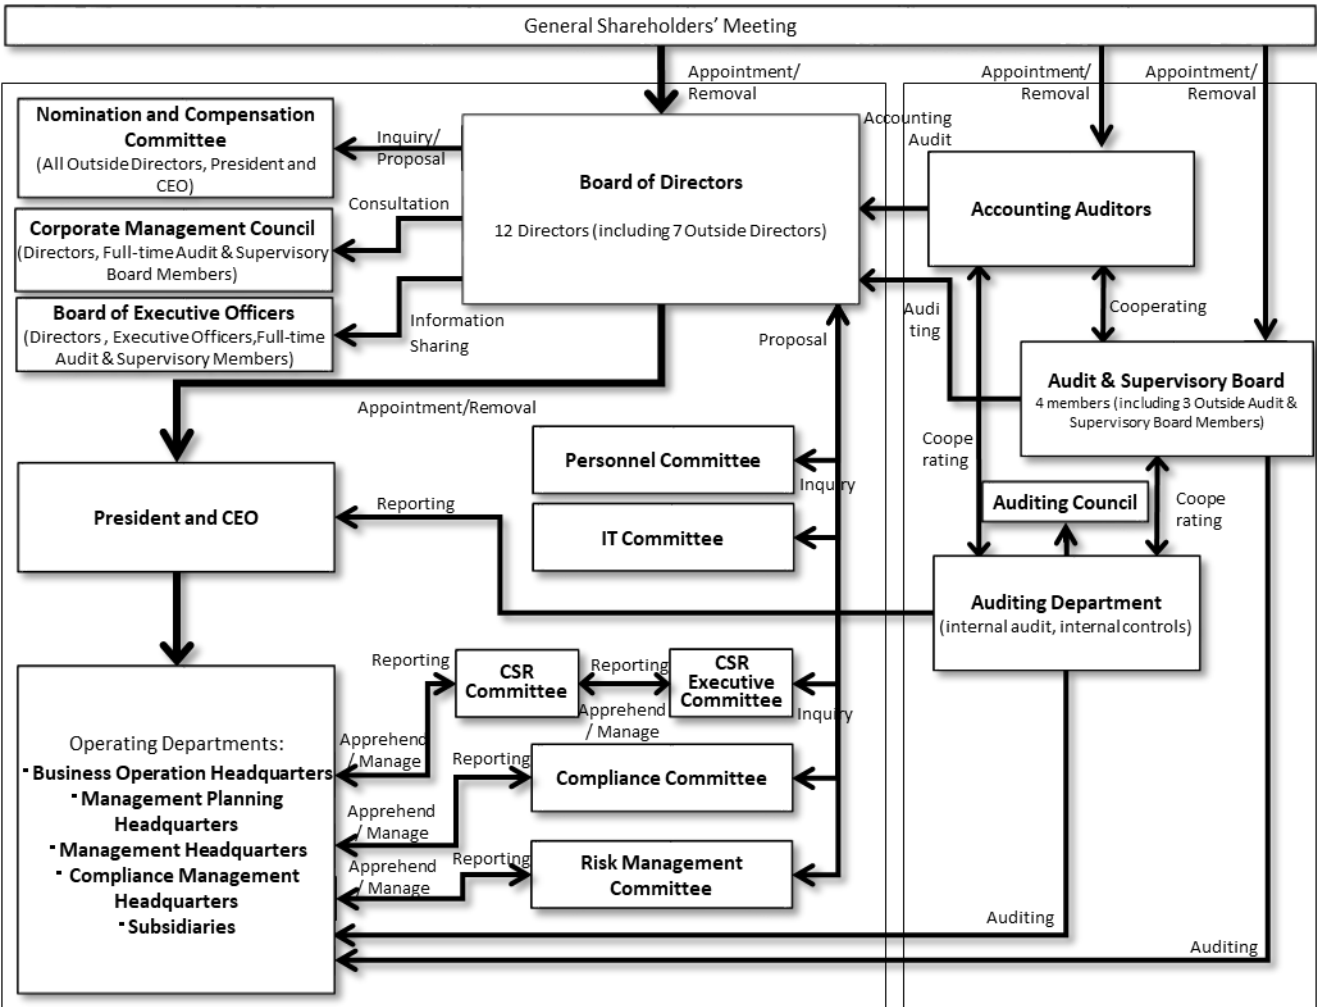 General Shareholders' Meeting
Appointment/
Removal
Appointment/
Removal
Appointment/
Removal
Nomination and Compensation
Committee
(All Outside Directors, President and
CEO)
Inquiry/
Proposal
Board of Directors
12 Directors (including 7 Outside Directors)
Accounting
Audit
Accounting Auditors
Consultation
Corporate Management Council
(Directors, Full-time Audit & Supervisory
Board Members)
Board of Executive Officers
(Directors , Executive Officers,Full-time
Audit & Supervisory Members)
Information
Sharing
Proposal
Audi
ting
Cooperating
Audit & Supervisory Board
4 members (including 3 Outside Audit &
Supervisory Board Members)
Appointment/Removal
Coope
rating
Personnel Committee
Inquiry
IT Committee
Auditing Council
Coope
rating
President and CEO
Reporting
Auditing Department
(internal audit, internal controls)
Reporting
CSR
Committee
Reporting
CSR
Executive
Committee
Inquiry
Apprehend
/ Manage
Apprehend
/ Manage
Operating Departments:
- Business Operation Headquarters
- Management Planning
Headquarters
- Management Headquarters
- Compliance Management
Headquarters
- Subsidiaries
Reporting
Compliance Committee
Apprehend
/ Manage
Reporting
Risk Management
Committee
Apprehend
/ Manage
Auditing
Auditing